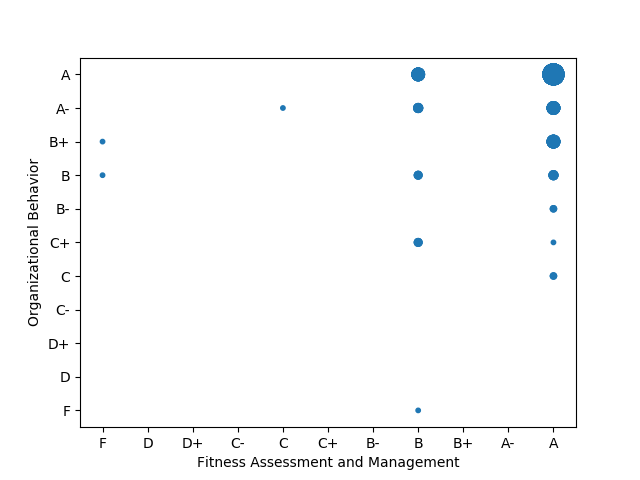 A
A-
B+
B
B-
C+
C
C-
D+
D
F
Organizational Behavior
F D D+ C- C C+ B- B B+ A- A
Fitness Assessment and Management